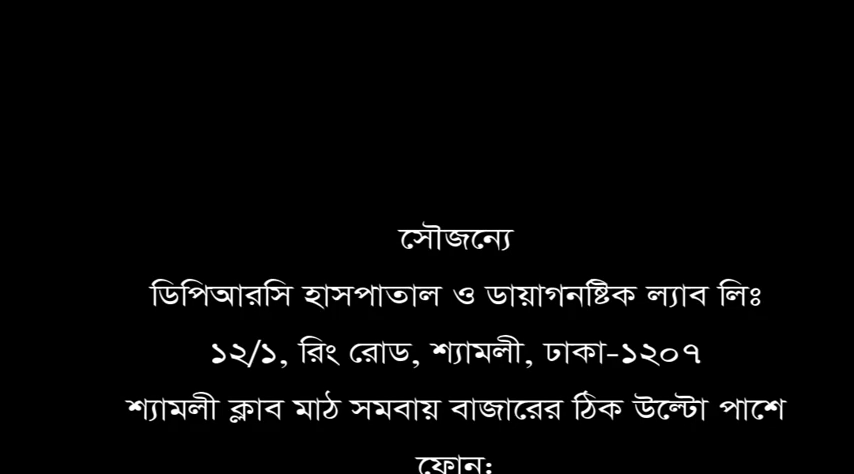 সৌজন্যে
ডিপিআরসি হাসপাতাল ও ডায়াগনষ্টিক ল্যাব লিঃ
১২/১, রিং রোড, শ্যামলী, ঢাকা-১২০৭
শ্যামলী ক্লাব মাঠ সমবায় বাজারের ঠিক উল্টো পাশে
ফোন: